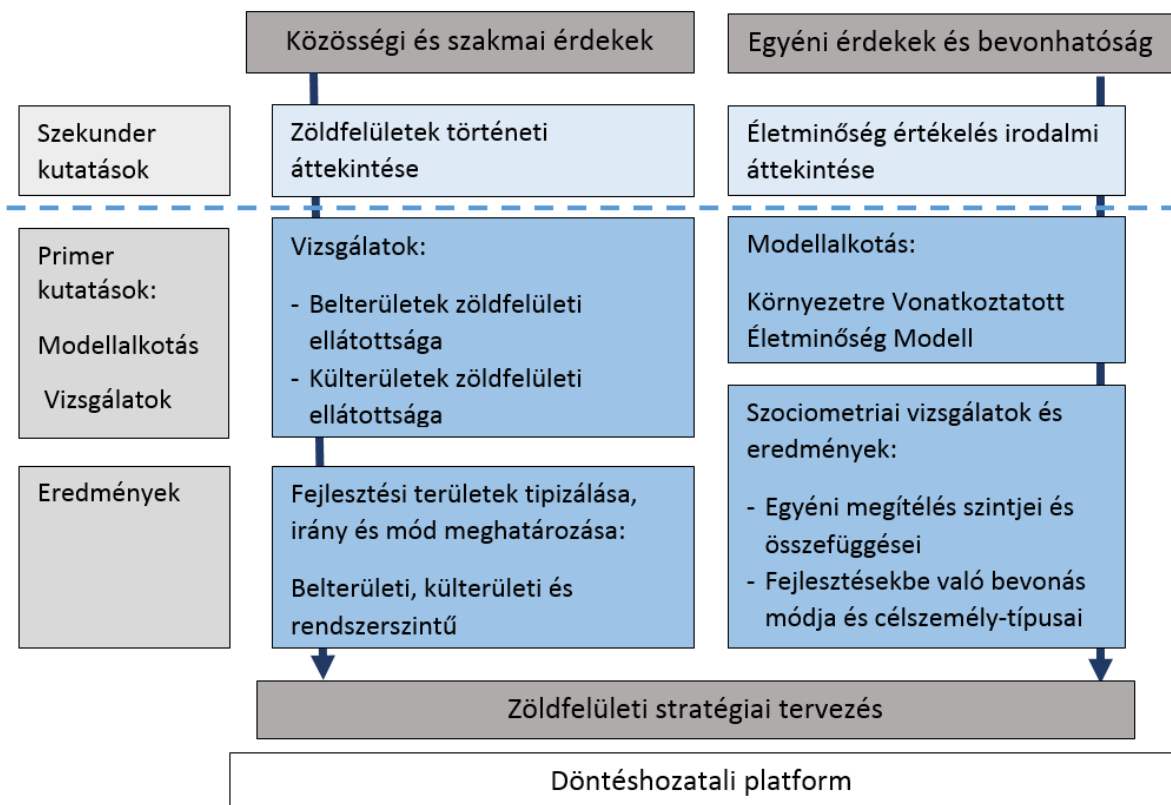 Közösségi és szakmai érdekek
Egyéni érdekek és bevonhatóság
Szekunder
kutatások
Zöldfelületek történeti
áttekintése
Életminőség értékelés irodalmi
áttekintése
Primer
kutatások:
Modellalkotás
Vizsgálatok
Vizsgálatok:
- Belterületek zöldfelületi
ellátottsága
- Külterületek zöldfelületi
ellátottsága
Modellalkotás:
Környezetre Vonatkoztatott
Életminőség Modell
Eredmények
Fejlesztési területek tipizálása,
irány és mód meghatározása:
Belterületi, külterületi és
rendszerszintű
Szociometriai vizsgálatok és
eredmények:
- Egyéni megítélés szintjei és
összefüggései
- Fejlesztésekbe való bevonás
módja és célszemély-típusai
Zöldfelületi stratégiai tervezés
Döntéshozatali platform